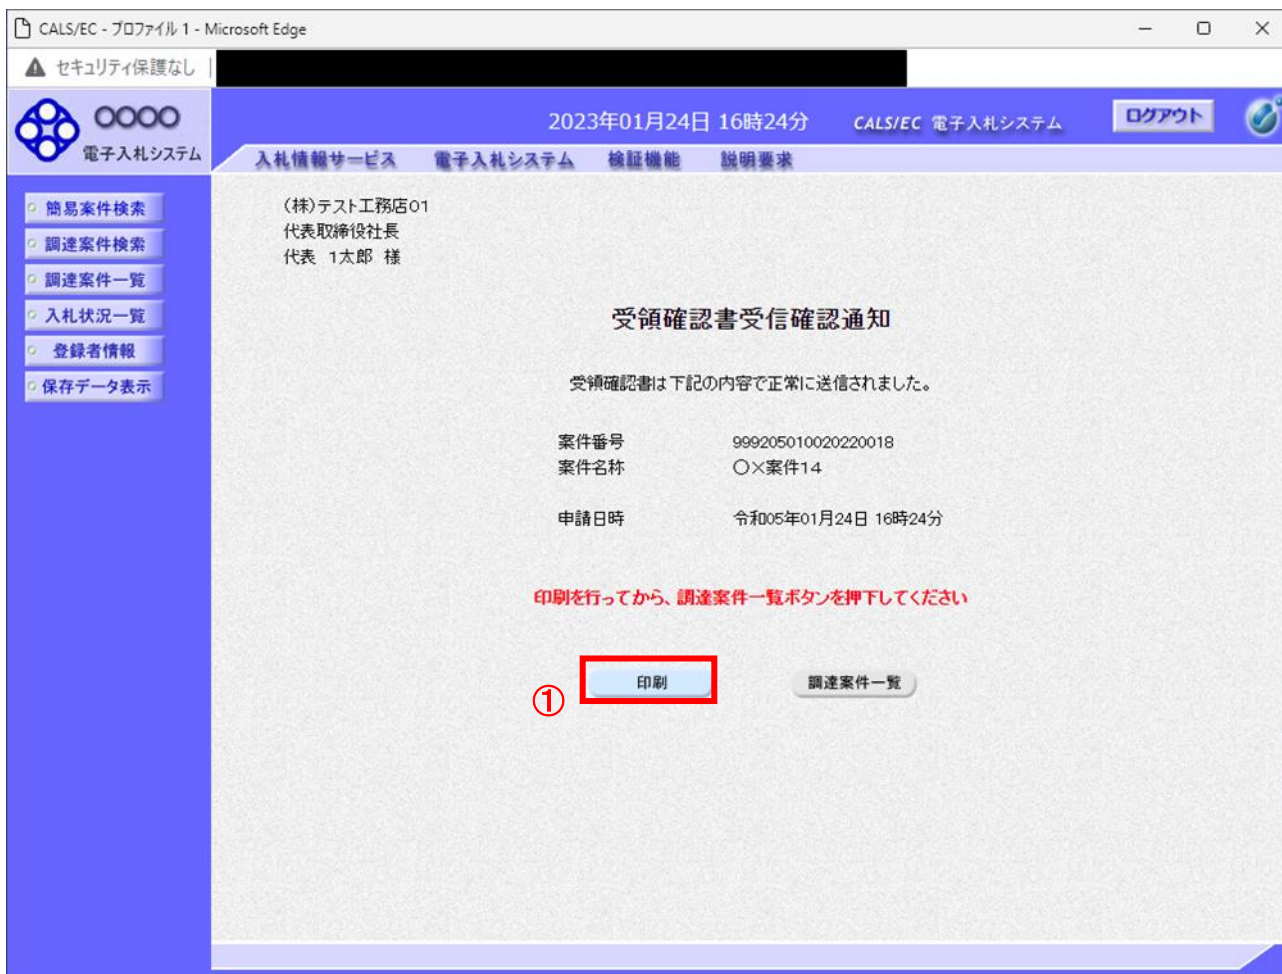 CALS/EC - プロファイル 1 - Microsoft Edge
セキュリティ保護なし
〇〇〇〇
電子入札システム
2023年01月24日 16時24分
CALS/EC 電子入札システム
ログアウト
入札情報サービス 電子入札システム 検証機能 説明要求
簡易案件検索
調達案件検索
調達案件一覧
入札状況一覧
登録者情報
保存データ表示
(株)テスト工務店01
代表取締役社長
代表 1太郎 様
受領確認書受信確認通知
受領確認書は下記の内容で正常に送信されました。
案件番号 999205010020220018
案件名称 〇×案件14
申請日時 令和05年01月24日 16時24分
印刷を行ってから、調達案件一覧ボタンを押下してください
① 印刷 調達案件一覧